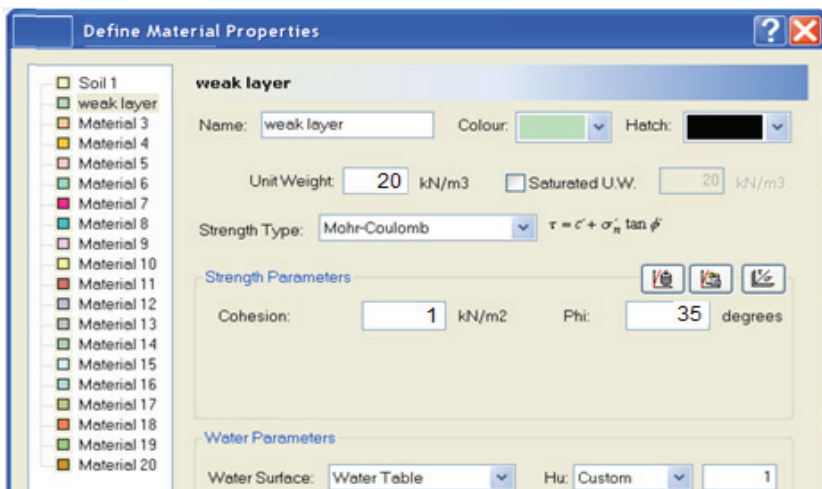 Define Material Properties
Soil 1
weak layer
Material 3
Material 4
Material 5
Material 6
Material 7
Material 8
Material 9
Material 10
Material 11
Material 12
Material 13
Material 14
Material 15
Material 16
Material 17
Material 18
Material 19
Material 20
weak layer
Name: weak layer Colour: Hatch:
Unit Weight: 20 kN/m3 Saturated U.W. 20 kN/m3
Strength Type: Mohr-Coulomb τ = c' + σ'n tan ϕ'
Strength Parameters
Cohesion: 1 kN/m2 Phi: 35 degrees
Water Parameters
Water Surface: Water Table Hu: Custom 1